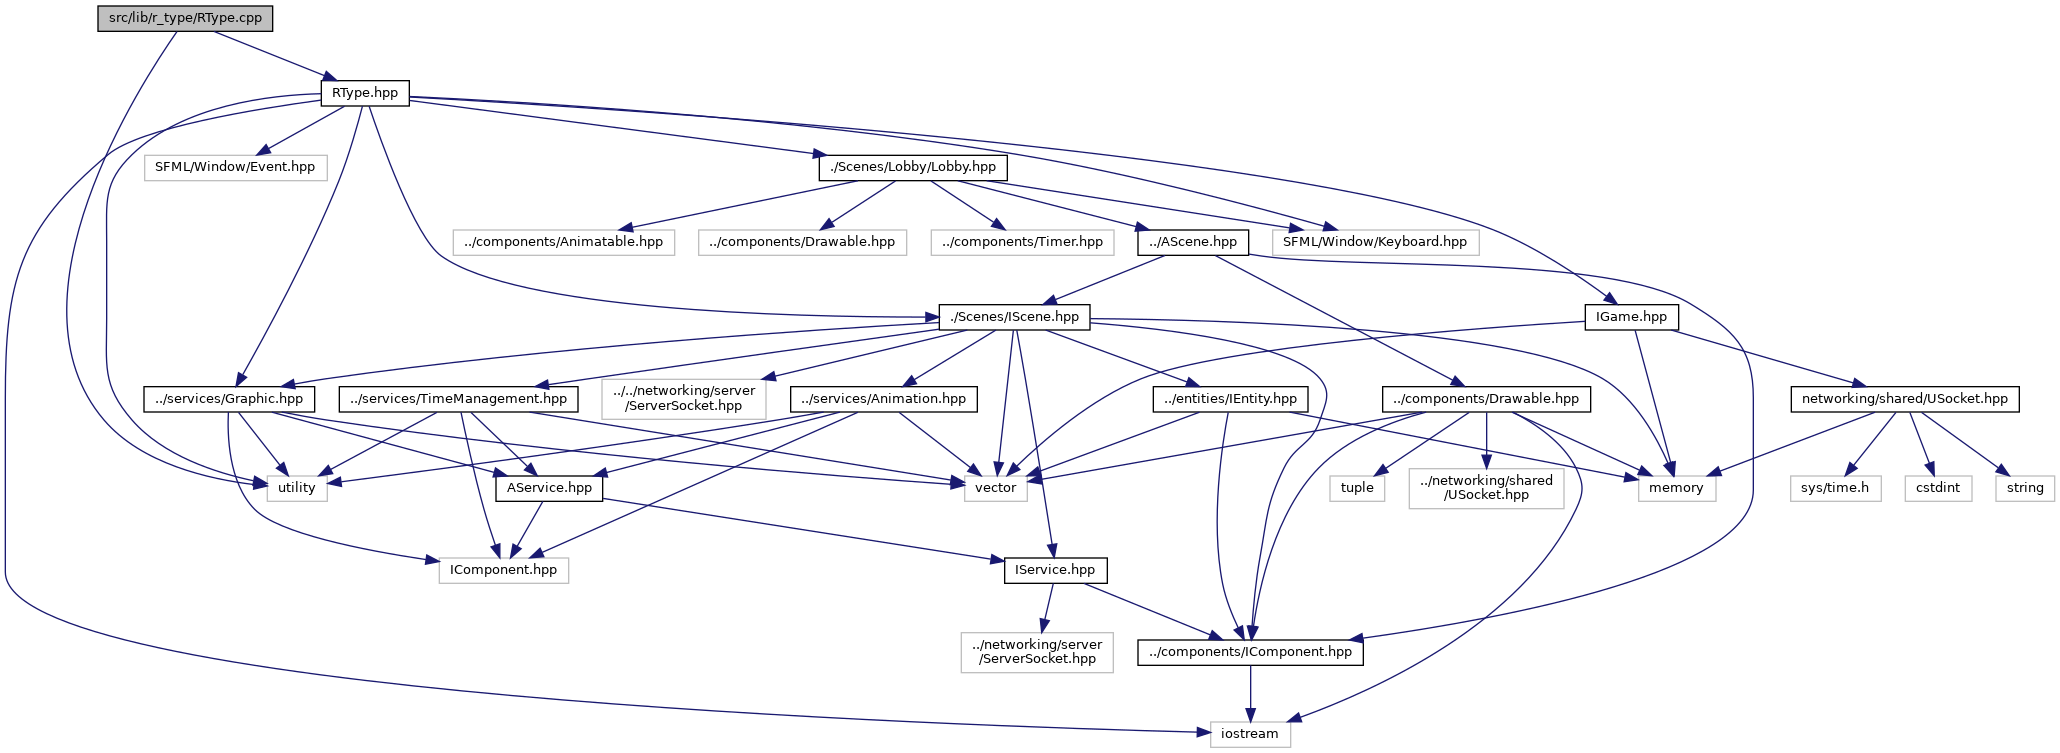 src/lib/r_type/RType.cpp
RType.hpp
SFML/Window/Event.hpp
./Scenes/Lobby/Lobby.hpp
../components/Animatable.hpp
../components/Drawable.hpp
../components/Timer.hpp
../AScene.hpp
SFML/Window/Keyboard.hpp
./Scenes/IScene.hpp
IGame.hpp
../services/Graphic.hpp
../services/TimeManagement.hpp
../../networking/server
/ServerSocket.hpp
../services/Animation.hpp
../entities/IEntity.hpp
../components/Drawable.hpp
networking/shared/USocket.hpp
utility
AService.hpp
vector
tuple
../networking/shared
/USocket.hpp
memory
sys/time.h
cstdint
string
IComponent.hpp
IService.hpp
../networking/server
/ServerSocket.hpp
../components/IComponent.hpp
iostream